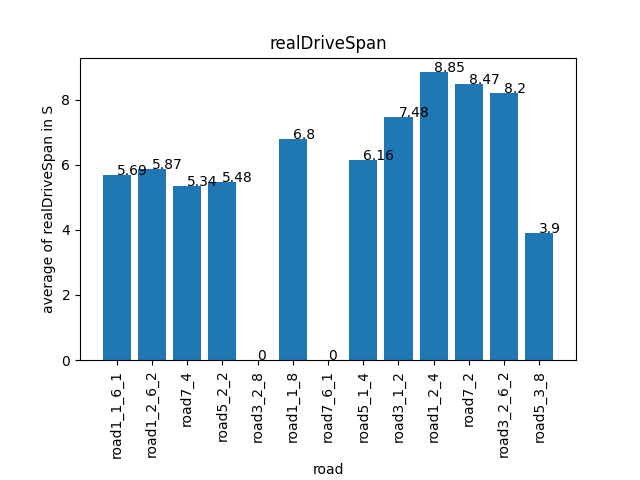 realDriveSpan
average of realDriveSpan in S
8
6
4
2
0
5.69
5.87
5.34
5.48
0
6.8
0
6.16
7.48
8.85
8.47
8.2
3.9
road1_1_6_1
road1_2_6_2
road7_4
road5_2_2
road3_2_8
road1_1_8
road7_6_1
road5_1_4
road3_1_2
road1_2_4
road7_2
road3_2_6_2
road5_3_8
road